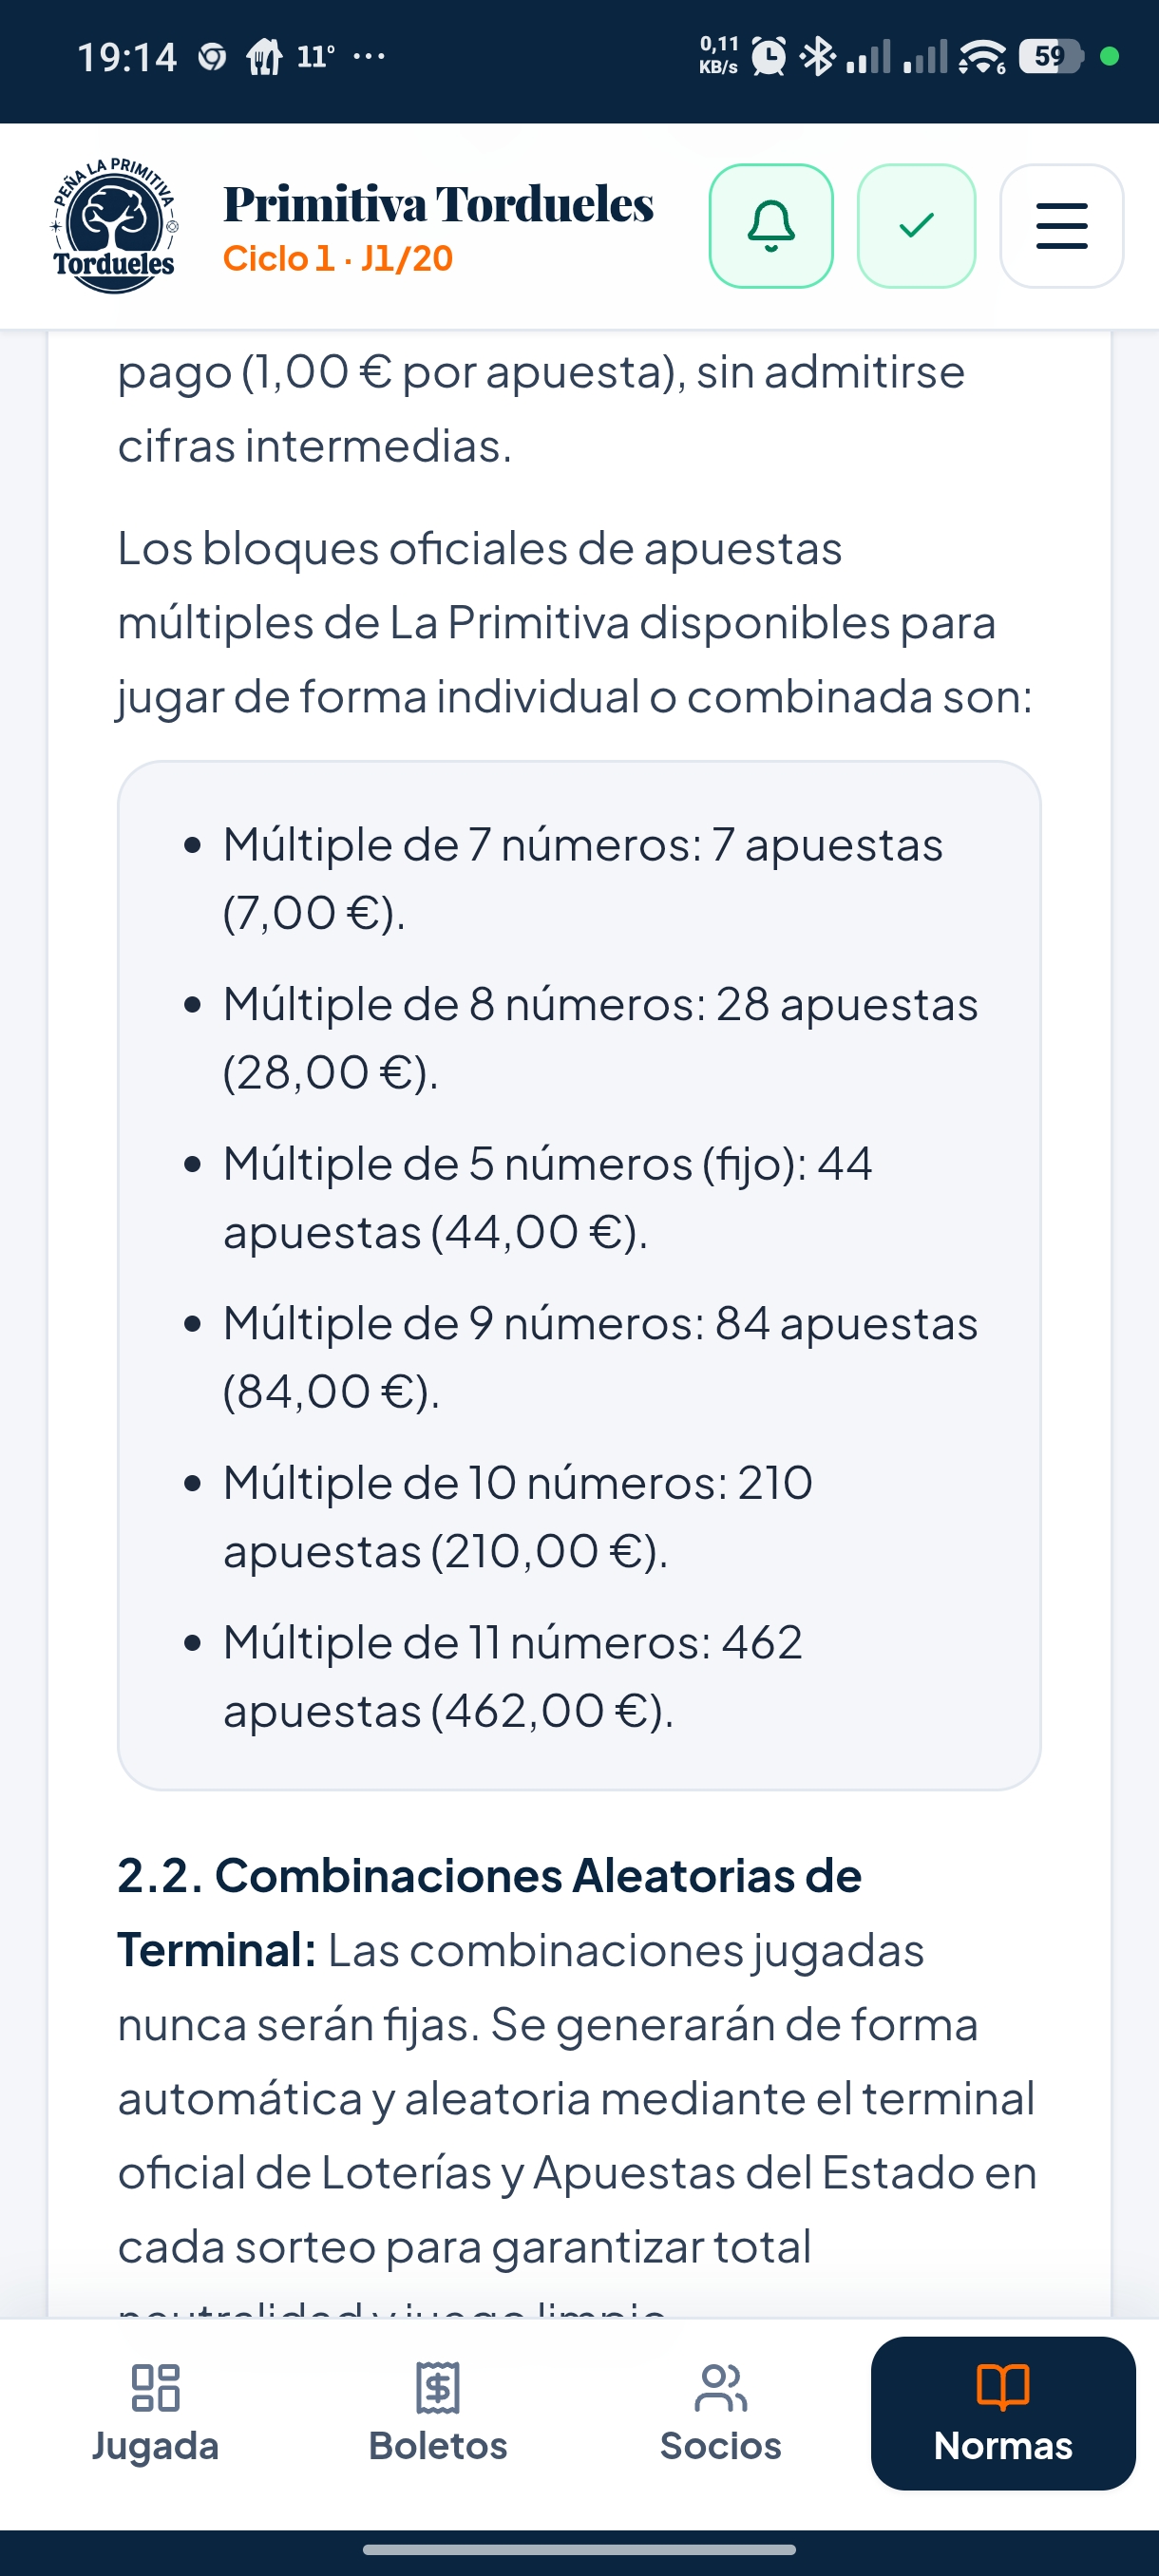 19:14 11° ... 0,11 KB/s 6 59
PEÑA LA PRIMITIVA
Tordueles
Primitiva Tordueles
Ciclo 1 · J1/20
pago (1,00 € por apuesta), sin admitirse
cifras intermedias.
Los bloques oficiales de apuestas
múltiples de La Primitiva disponibles para
jugar de forma individual o combinada son:
• Múltiple de 7 números: 7 apuestas
(7,00 €).
• Múltiple de 8 números: 28 apuestas
(28,00 €).
• Múltiple de 5 números (fijo): 44
apuestas (44,00 €).
• Múltiple de 9 números: 84 apuestas
(84,00 €).
• Múltiple de 10 números: 210
apuestas (210,00 €).
• Múltiple de 11 números: 462
apuestas (462,00 €).
2.2. Combinaciones Aleatorias de
Terminal: Las combinaciones jugadas
nunca serán fijas. Se generarán de forma
automática y aleatoria mediante el terminal
oficial de Loterías y Apuestas del Estado en
cada sorteo para garantizar total
neutralidad y juego limpio
Jugada
Boletos
Socios
Normas